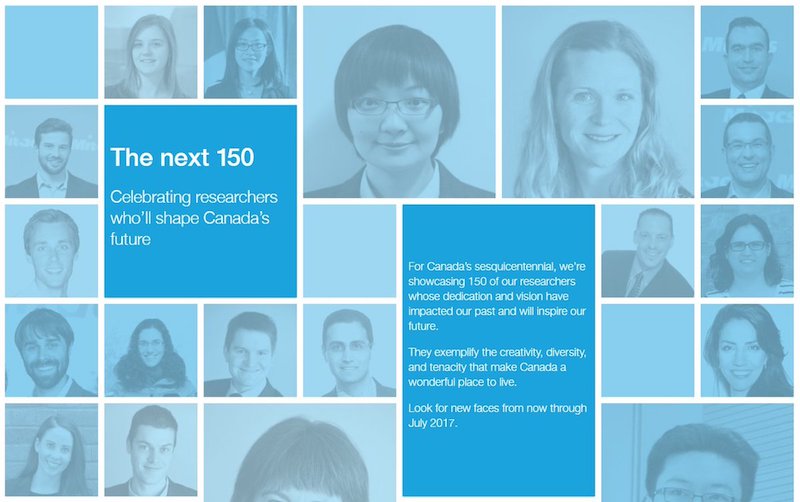 The next 150
Celebrating researchers
who'll shape Canada's
future
For Canada's sesquicentennial, we're
showcasing 150 of our researchers
whose dedication and vision have
impacted our past and will inspire our
future.
They exemplify the creativity, diversity,
and tenacity that make Canada a
wonderful place to live.
Look for new faces from now through
July 2017.